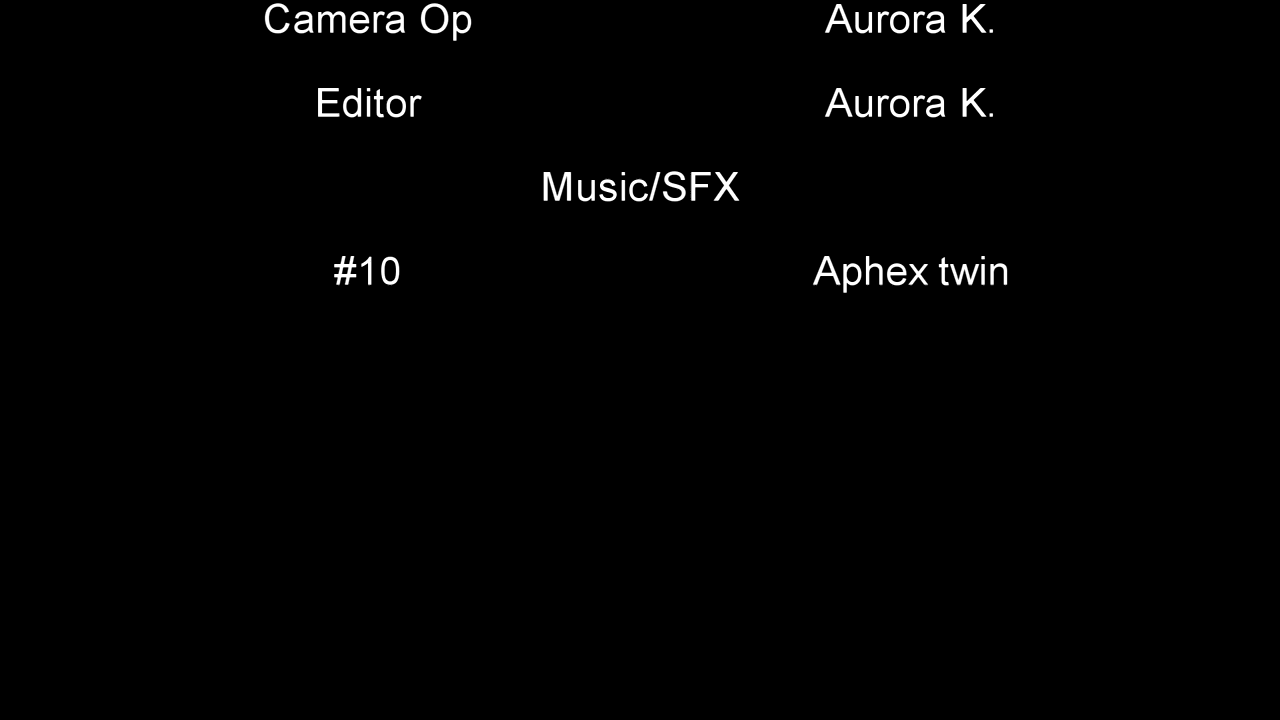 Camera Op Aurora K.
Editor Aurora K.
Music/SFX
#10 Aphex twin